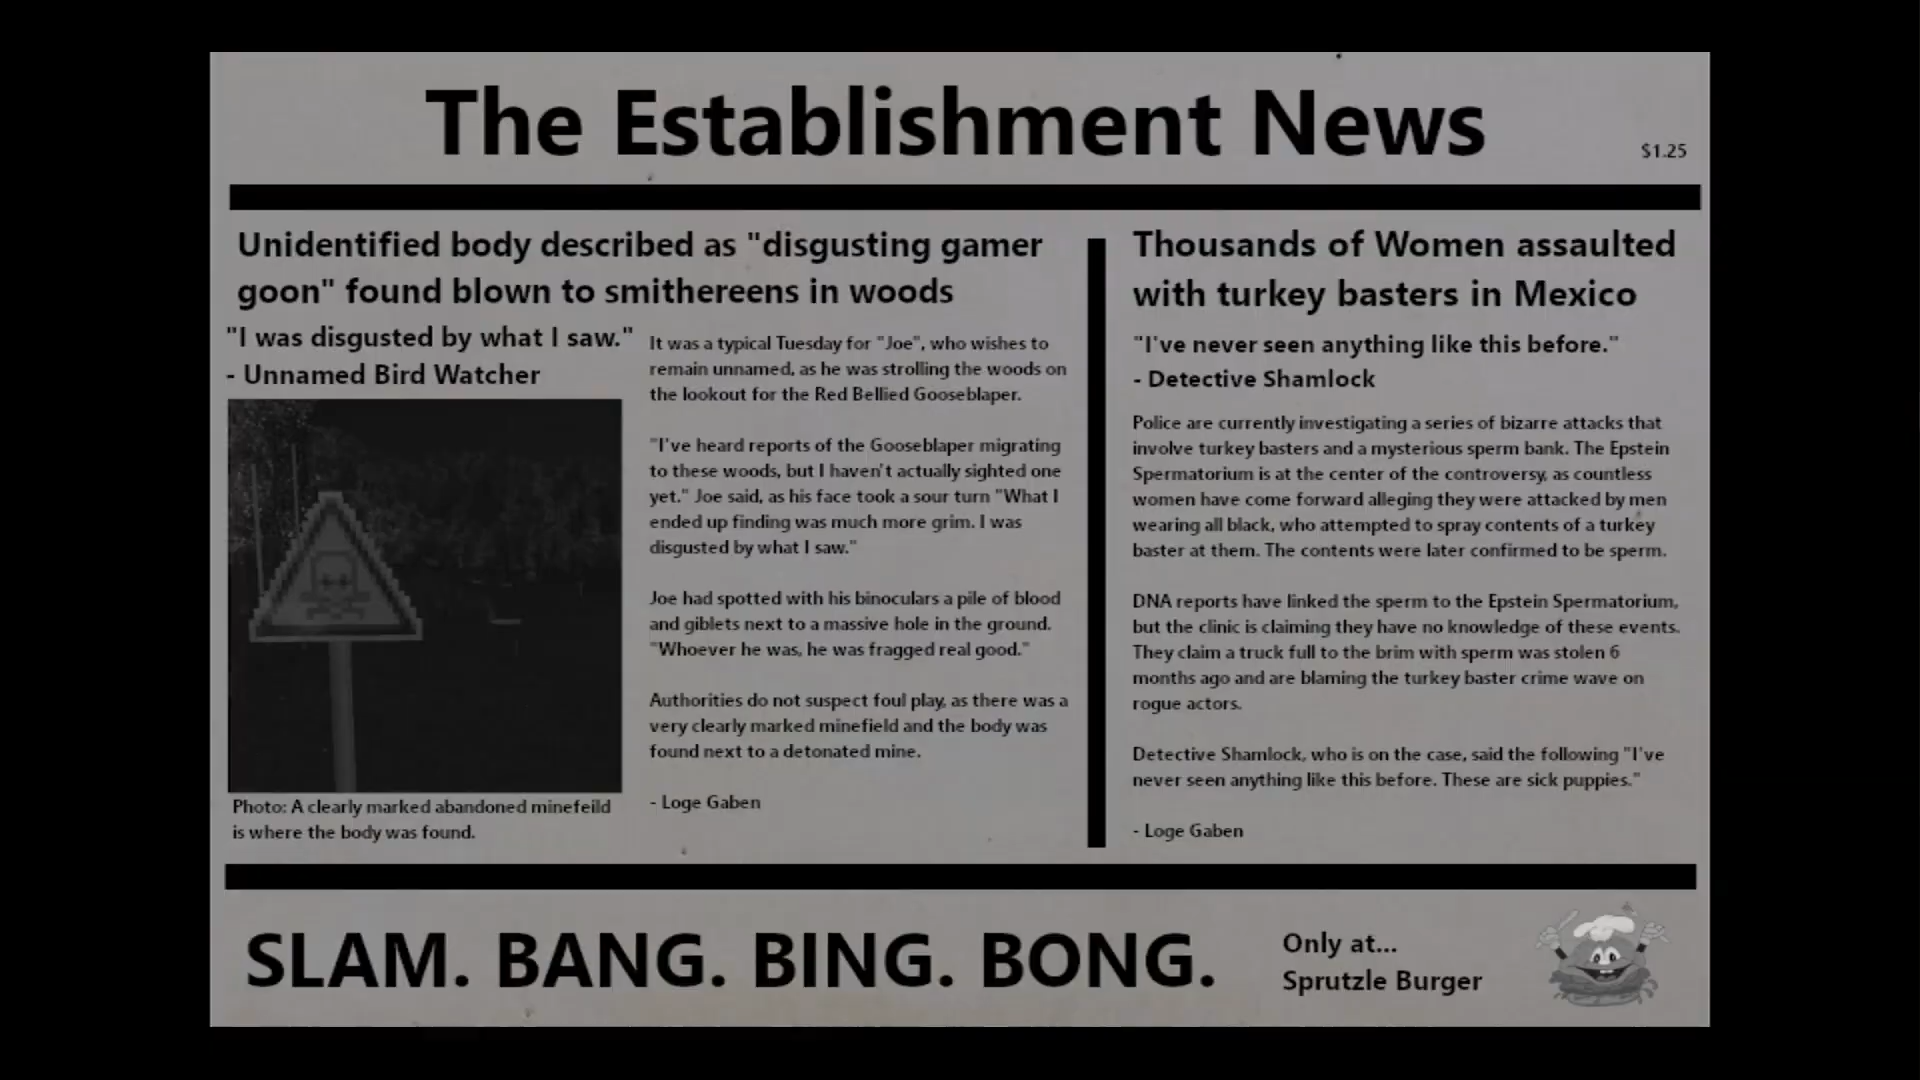 The Establishment News
$1.25
Unidentified body described as "disgusting gamer
goon" found blown to smithereens in woods
"I was disgusted by what I saw."
- Unnamed Bird Watcher
Photo: A clearly marked abandoned minefeild
is where the body was found.
It was a typical Tuesday for "Joe", who wishes to
remain unnamed, as he was strolling the woods on
the lookout for the Red Bellied Gooseblaper.
"I've heard reports of the Gooseblaper migrating
to these woods, but I haven't actually sighted one
yet." Joe said, as his face took a sour turn "What I
ended up finding was much more grim. I was
disgusted by what I saw."
Joe had spotted with his binoculars a pile of blood
and giblets next to a massive hole in the ground.
"Whoever he was, he was fragged real good."
Authorities do not suspect foul play, as there was a
very clearly marked minefield and the body was
found next to a detonated mine.
- Loge Gaben
Thousands of Women assaulted
with turkey basters in Mexico
"I've never seen anything like this before."
- Detective Shamlock
Police are currently investigating a series of bizarre attacks that
involve turkey basters and a mysterious sperm bank. The Epstein
Spermatorium is at the center of the controversy, as countless
women have come forward alleging they were attacked by men
wearing all black, who attempted to spray contents of a turkey
baster at them. The contents were later confirmed to be sperm.
DNA reports have linked the sperm to the Epstein Spermatorium,
but the clinic is claiming they have no knowledge of these events.
They claim a truck full to the brim with sperm was stolen 6
months ago and are blaming the turkey baster crime wave on
rogue actors.
Detective Shamlock, who is on the case, said the following "I've
never seen anything like this before. These are sick puppies."
- Loge Gaben
SLAM. BANG. BING. BONG.
Only at...
Sprutzle Burger